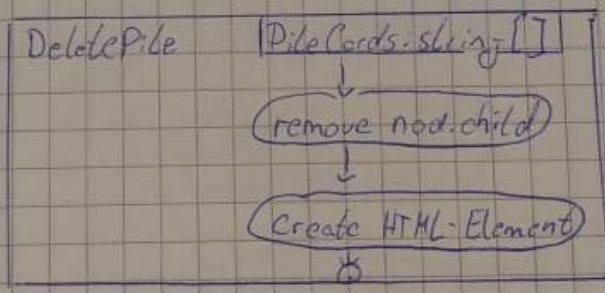 DeletePile PileCards: string[]
remove nod.child
Create HTML-Element